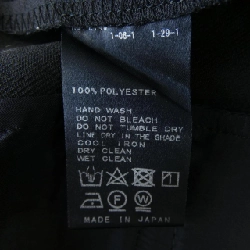 1-06-1 1-29-1
100% POLYESTER
HAND WASH
DO NOT BLEACH
DO NOT TUMBLE DRY
LINE DRY IN THE SHADE
COOL IRON
DRY CLEAN
WET CLEAN
P W
MADE IN JAPAN